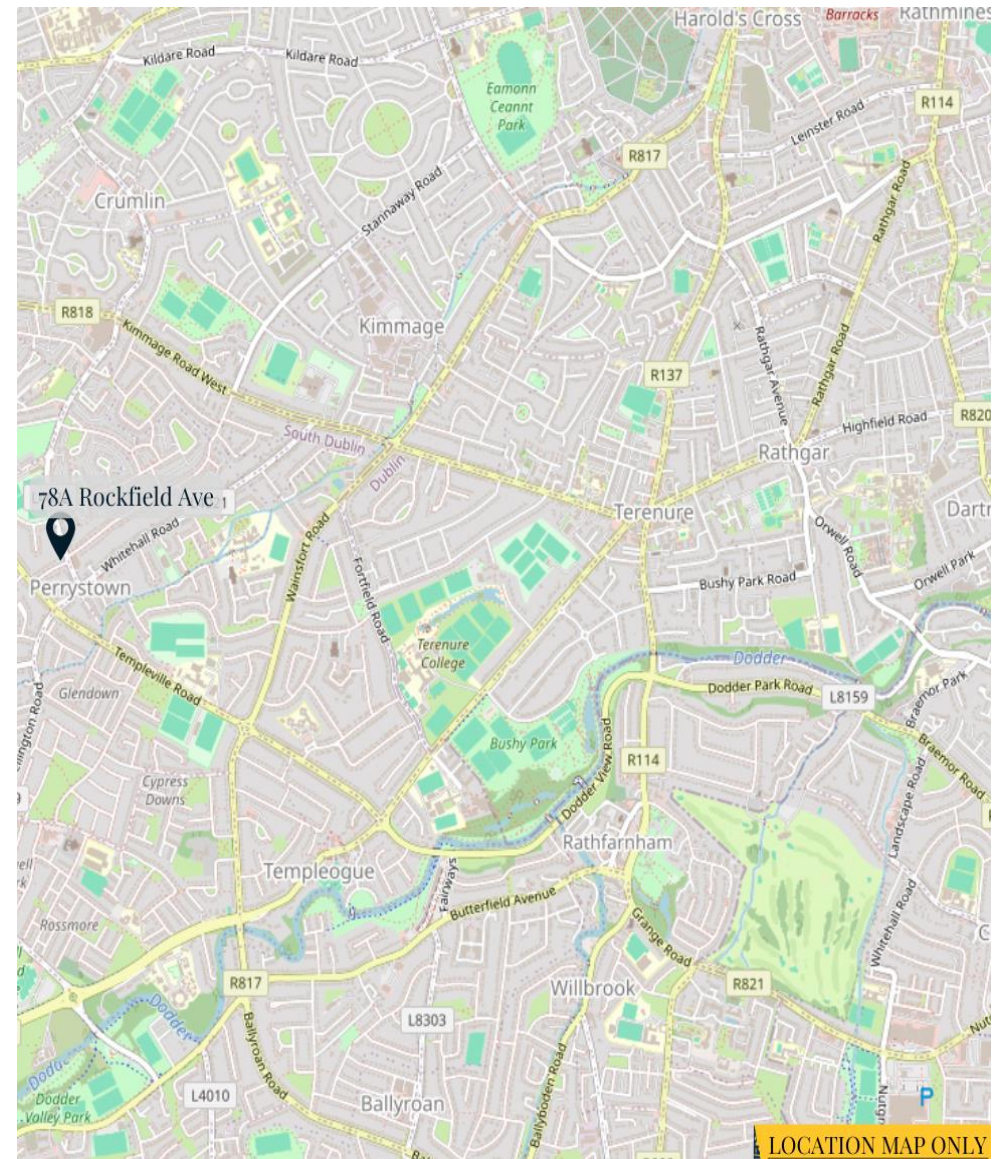 Harold's Cross
Barracks
Rathmines
Kildare Road
Kildare Road
Eamonn
Ceannt
Park
R114
Leinster Road
R817
Crumlin
Stannaway Road
Rathgar Road
R818
Kimmage
Kimmage Road West
Rathgar Avenue
Rathgar Road
R137
Highfield Road
R820
South Dublin
Dublin
Rathgar
78A Rockfield Ave
Terenure
Whitehall Road
Wainsfort Road
Orwell Road
Perrystown
Fortfield Road
Bushy Park Road
Orwell Park
Terenure
College
Dodder
Templeville Road
Glendown
Dodder Park Road
L8159
Braemor Park
Bushy Park
Dodder View Road
R114
Braemor Road
Cypress
Downs
Landscape Road
Rathfarnham
Templeogue
Fairways
Butterfield Avenue
Rossmore
Grange Road
Whitehall Road
R817
Willbrook
R821
Dodder
L8303
Ballyroan Road
Ballyboden Road
L4010
Ballyroan
Dodder
Valley Park
P
LOCATION MAP ONLY